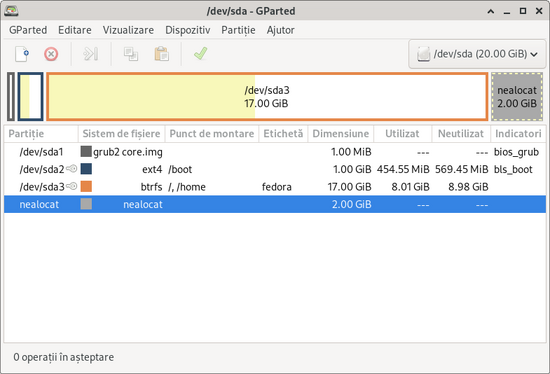 /dev/sda - GParted
GParted Editare Vizualizare Dispozitiv Partiție Ajutor
/dev/sda (20.00 GiB)
/dev/sda3
17.00 GiB
nealocat
2.00 GiB
Partiție Sistem de fișiere Punct de montare Etichetă Dimensiune Utilizat Neutilizat Indicatori
/dev/sda1 grub2 core.img 1.00 MiB --- --- bios_grub
/dev/sda2 ext4 /boot 1.00 GiB 454.55 MiB 569.45 MiB bls_boot
/dev/sda3 btrfs /, /home fedora 17.00 GiB 8.01 GiB 8.98 GiB
nealocat nealocat 2.00 GiB --- ---
0 operații în așteptare